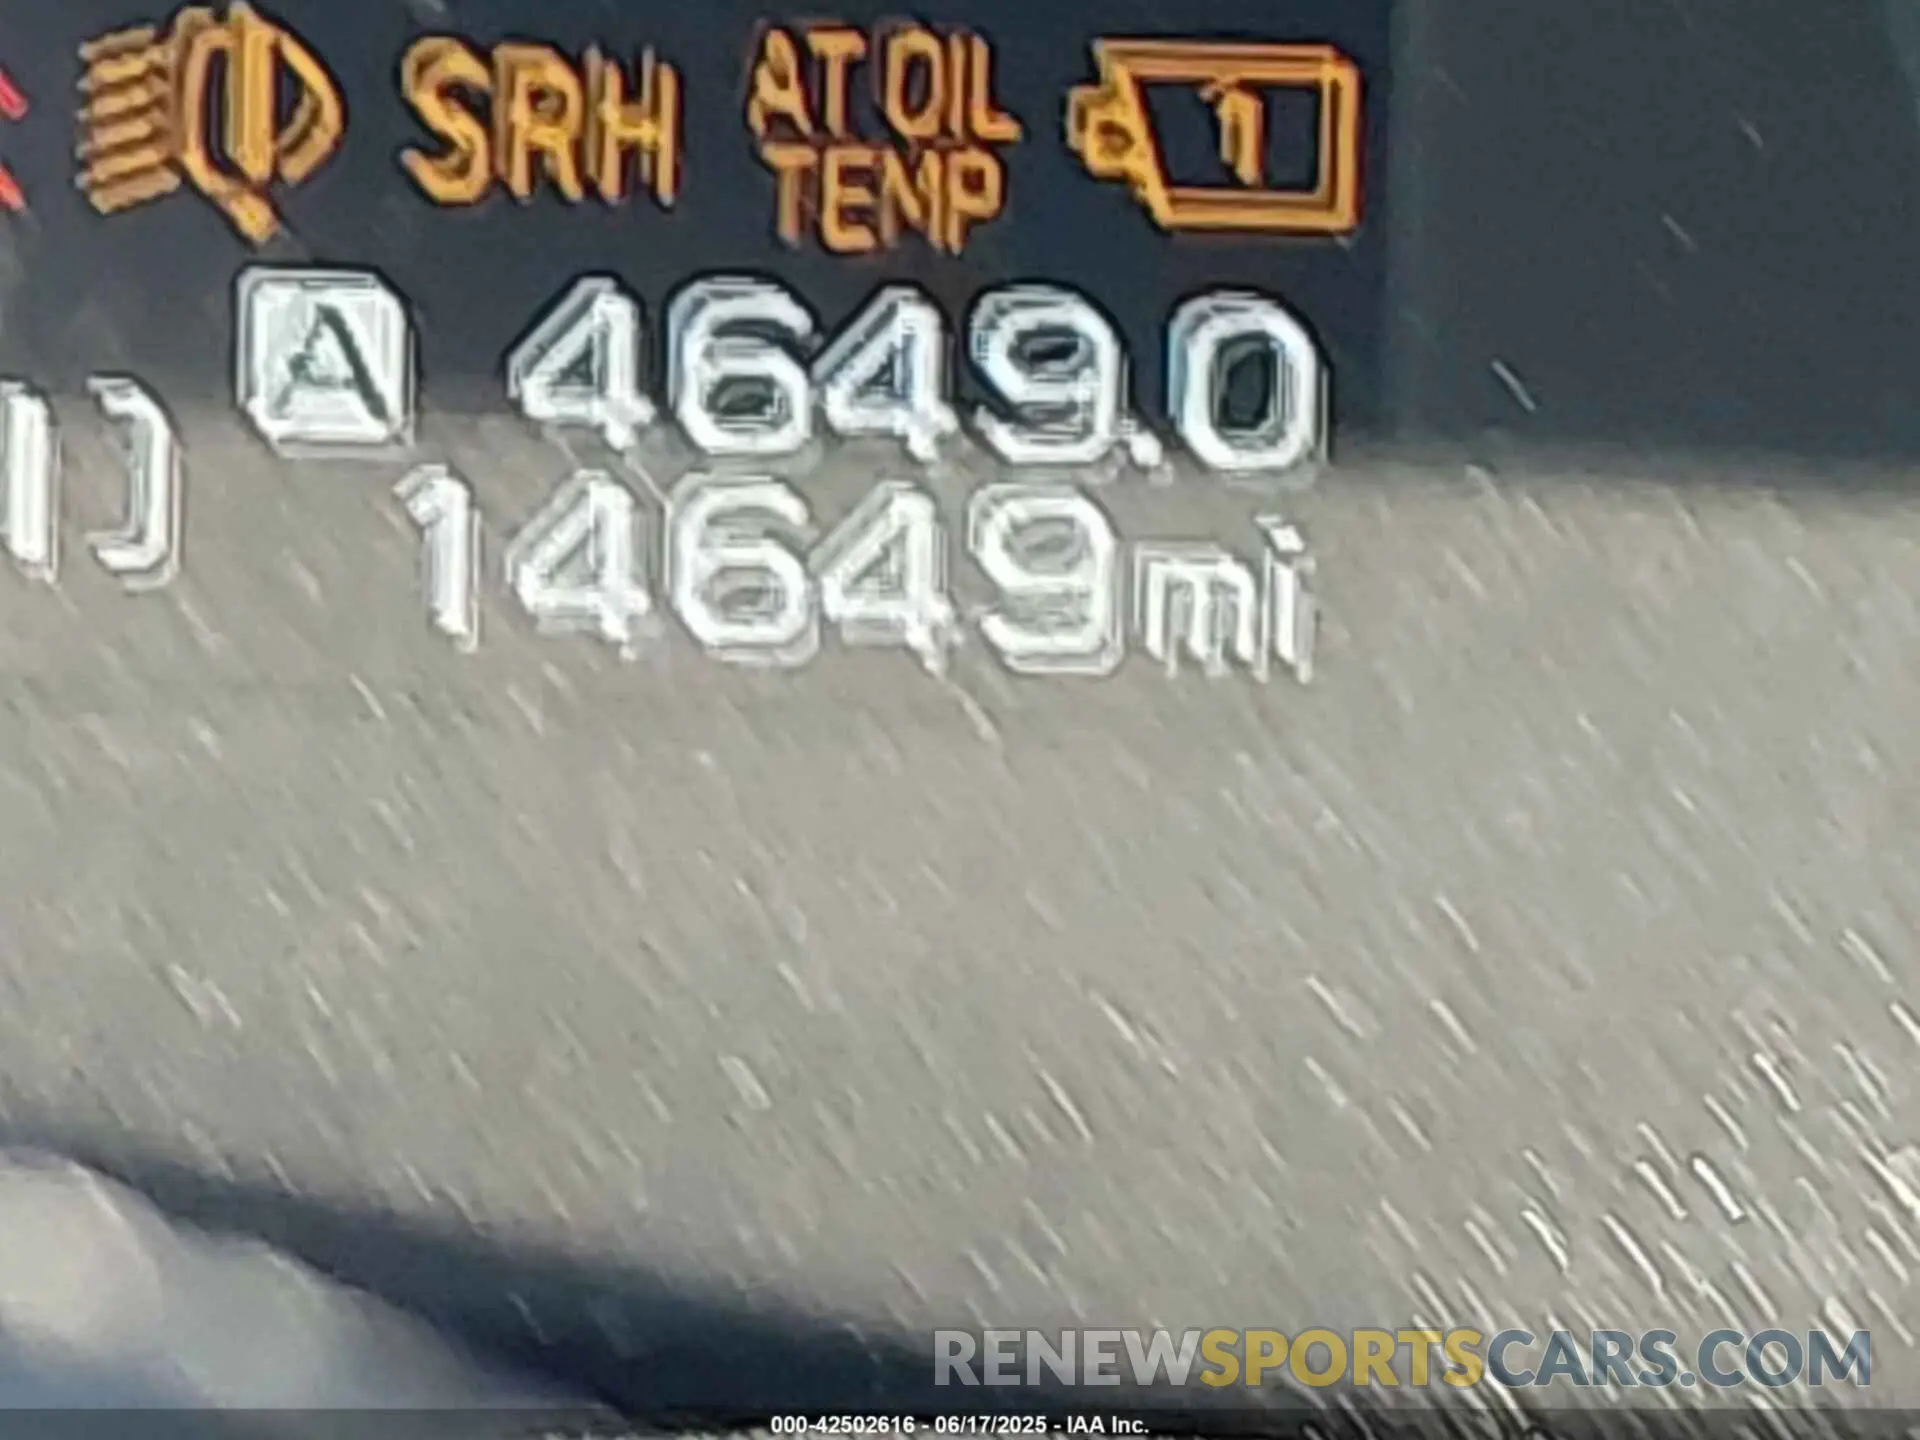 SRH AT OIL
TEMP
A 4649.0
14649mi
RENEWSPORTSCARS.COM
000-42502616 - 06/17/2025 - IAA Inc.